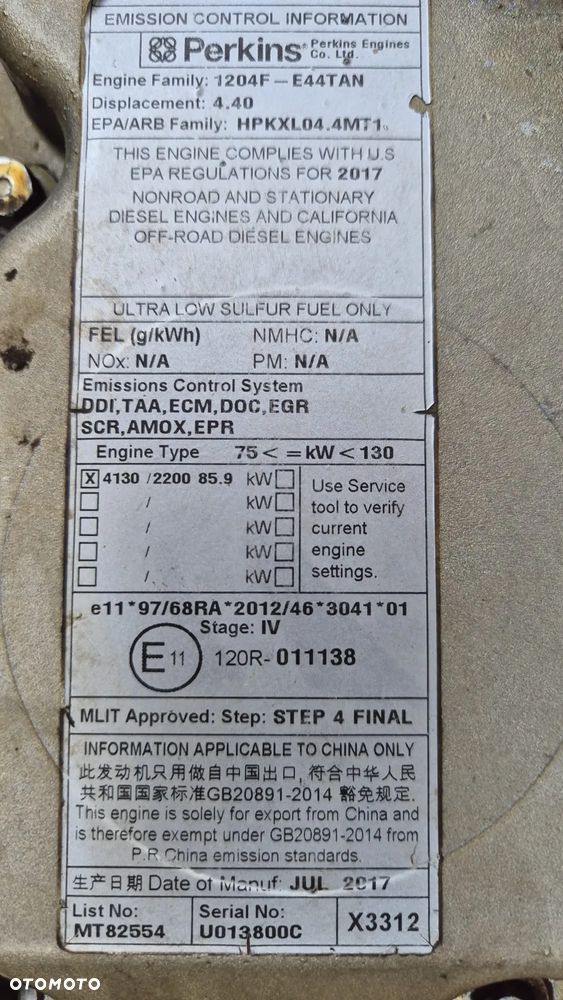 EMISSION CONTROL INFORMATION
Perkins Perkins Engines
Co. Ltd.
Engine Family: 1204F-E44TAN
Displacement: 4.40
EPA/ARB Family: HPKXL04.4MT1
THIS ENGINE COMPLIES WITH U.S
EPA REGULATIONS FOR 2017
NONROAD AND STATIONARY
DIESEL ENGINES AND CALIFORNIA
OFF-ROAD DIESEL ENGINES
ULTRA LOW SULFUR FUEL ONLY
FEL (g/kWh) NMHC: N/A
NOx: N/A PM: N/A
Emissions Control System
DDI,TAA,ECM,DOC,EGR
SCR,AMOX,EPR
Engine Type 75 < = kW < 130
X 4130 / 2200 85.9 kW
/ kW
/ kW
/ kW
/ kW
Use Service
tool to verify
current
engine
settings.
e11*97/68RA*2012/46*3041*01
Stage: IV
E 11 120R-011138
MLIT Approved: Step: STEP 4 FINAL
INFORMATION APPLICABLE TO CHINA ONLY
此发动机只用做自中国出口, 符合中华人民
共和国国家标准GB20891-2014 豁免规定.
This engine is solely for export from China and
is therefore exempt under GB20891-2014 from
P.R.China emission standards.
生产日期 Date of Manuf: JUL 2017
List No:
MT82554
Serial No:
U013800C
X3312
OTOMOTO